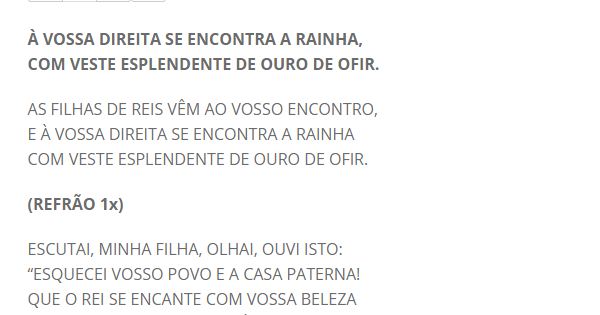 À VOSSA DIREITA SE ENCONTRA A RAINHA,
COM VESTE ESPLENDENTE DE OURO DE OFIR.
AS FILHAS DE REIS VÊM AO VOSSO ENCONTRO,
E À VOSSA DIREITA SE ENCONTRA A RAINHA
COM VESTE ESPLENDENTE DE OURO DE OFIR.
(REFRÃO 1x)
ESCUTAI, MINHA FILHA, OLHAI, OUVI ISTO:
“ESQUECEI VOSSO POVO E A CASA PATERNA!
QUE O REI SE ENCANTE COM VOSSA BELEZA